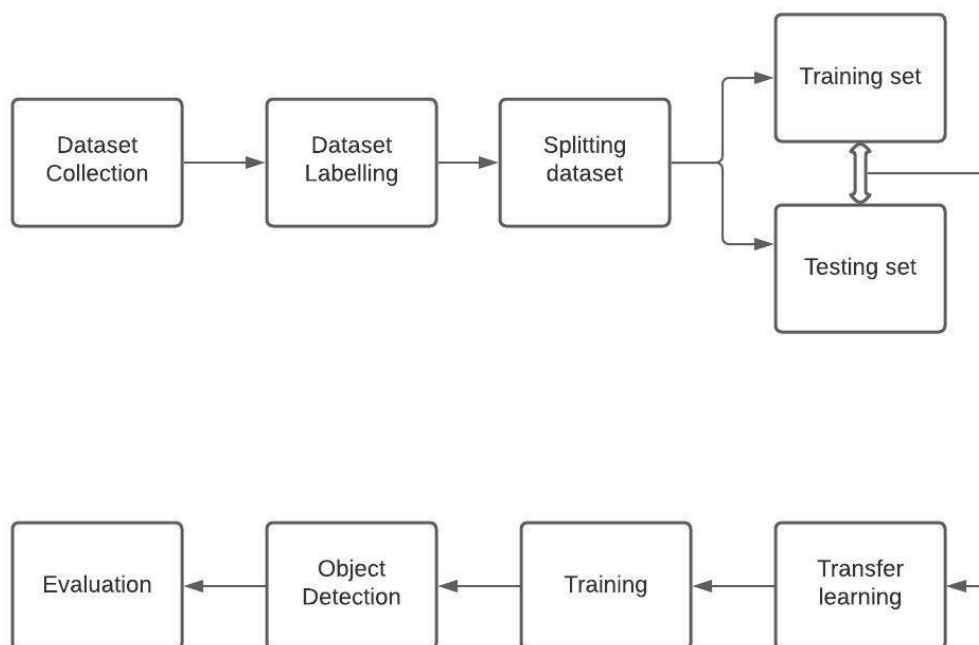 Dataset
Collection
Dataset
Labelling
Splitting
dataset
Training set
Testing set
Transfer
learning
Training
Object
Detection
Evaluation